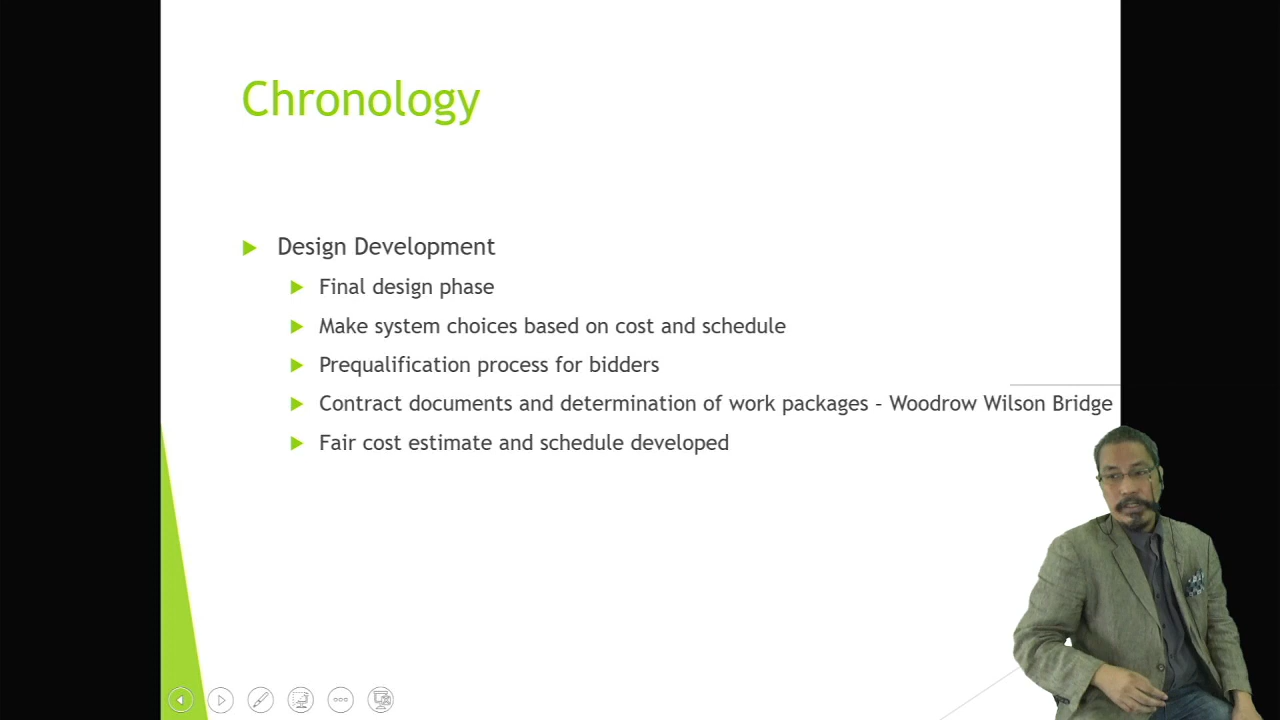 Chronology
Design Development
Final design phase
Make system choices based on cost and schedule
Prequalification process for bidders
Contract documents and determination of work packages – Woodrow Wilson Bridge
Fair cost estimate and schedule developed